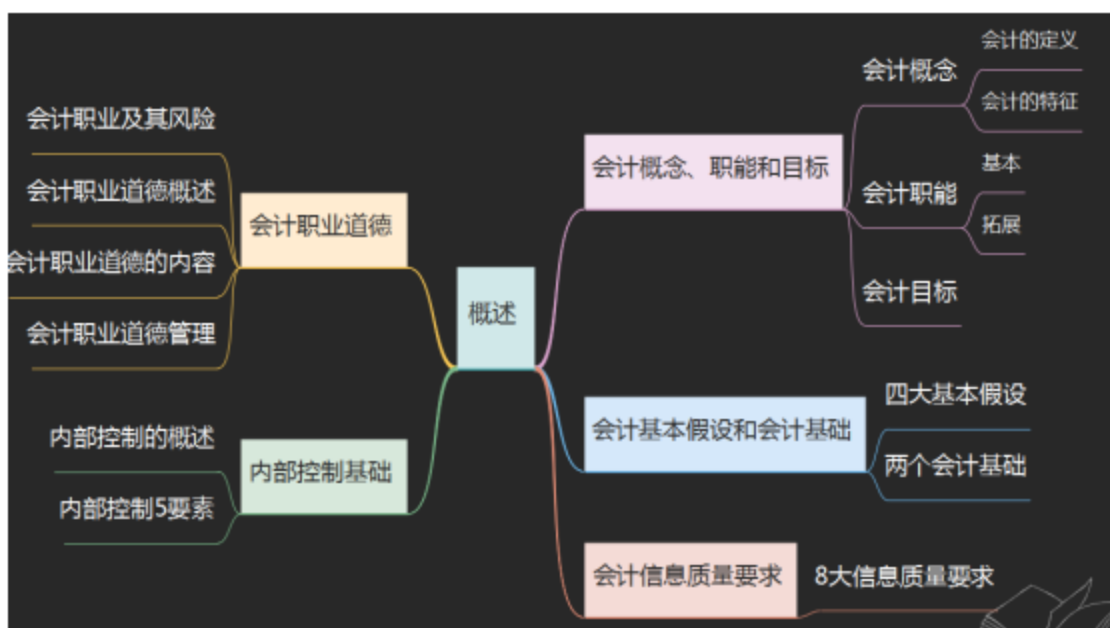 概述
会计概念、职能和目标
会计概念
会计的定义
会计的特征
会计职能
基本
拓展
会计目标
会计基本假设和会计基础
四大基本假设
两个会计基础
会计信息质量要求
8大信息质量要求
会计职业道德
会计职业及其风险
会计职业道德概述
会计职业道德的内容
会计职业道德管理
内部控制基础
内部控制的概述
内部控制5要素